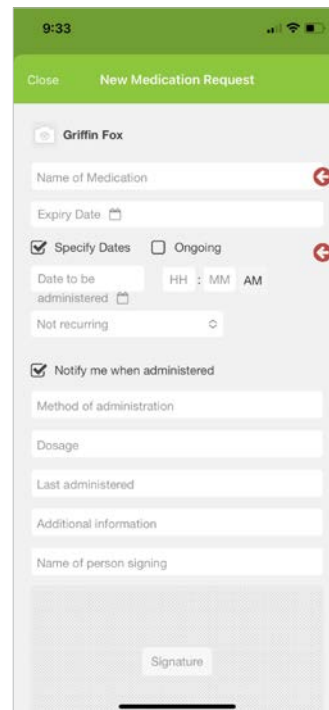 9:33
Close New Medication Request
Griffin Fox
Name of Medication
Expiry Date
Specify Dates Ongoing
Date to be
administered
HH : MM AM
Not recurring
Notify me when administered
Method of administration
Dosage
Last administered
Additional information
Name of person signing
Signature